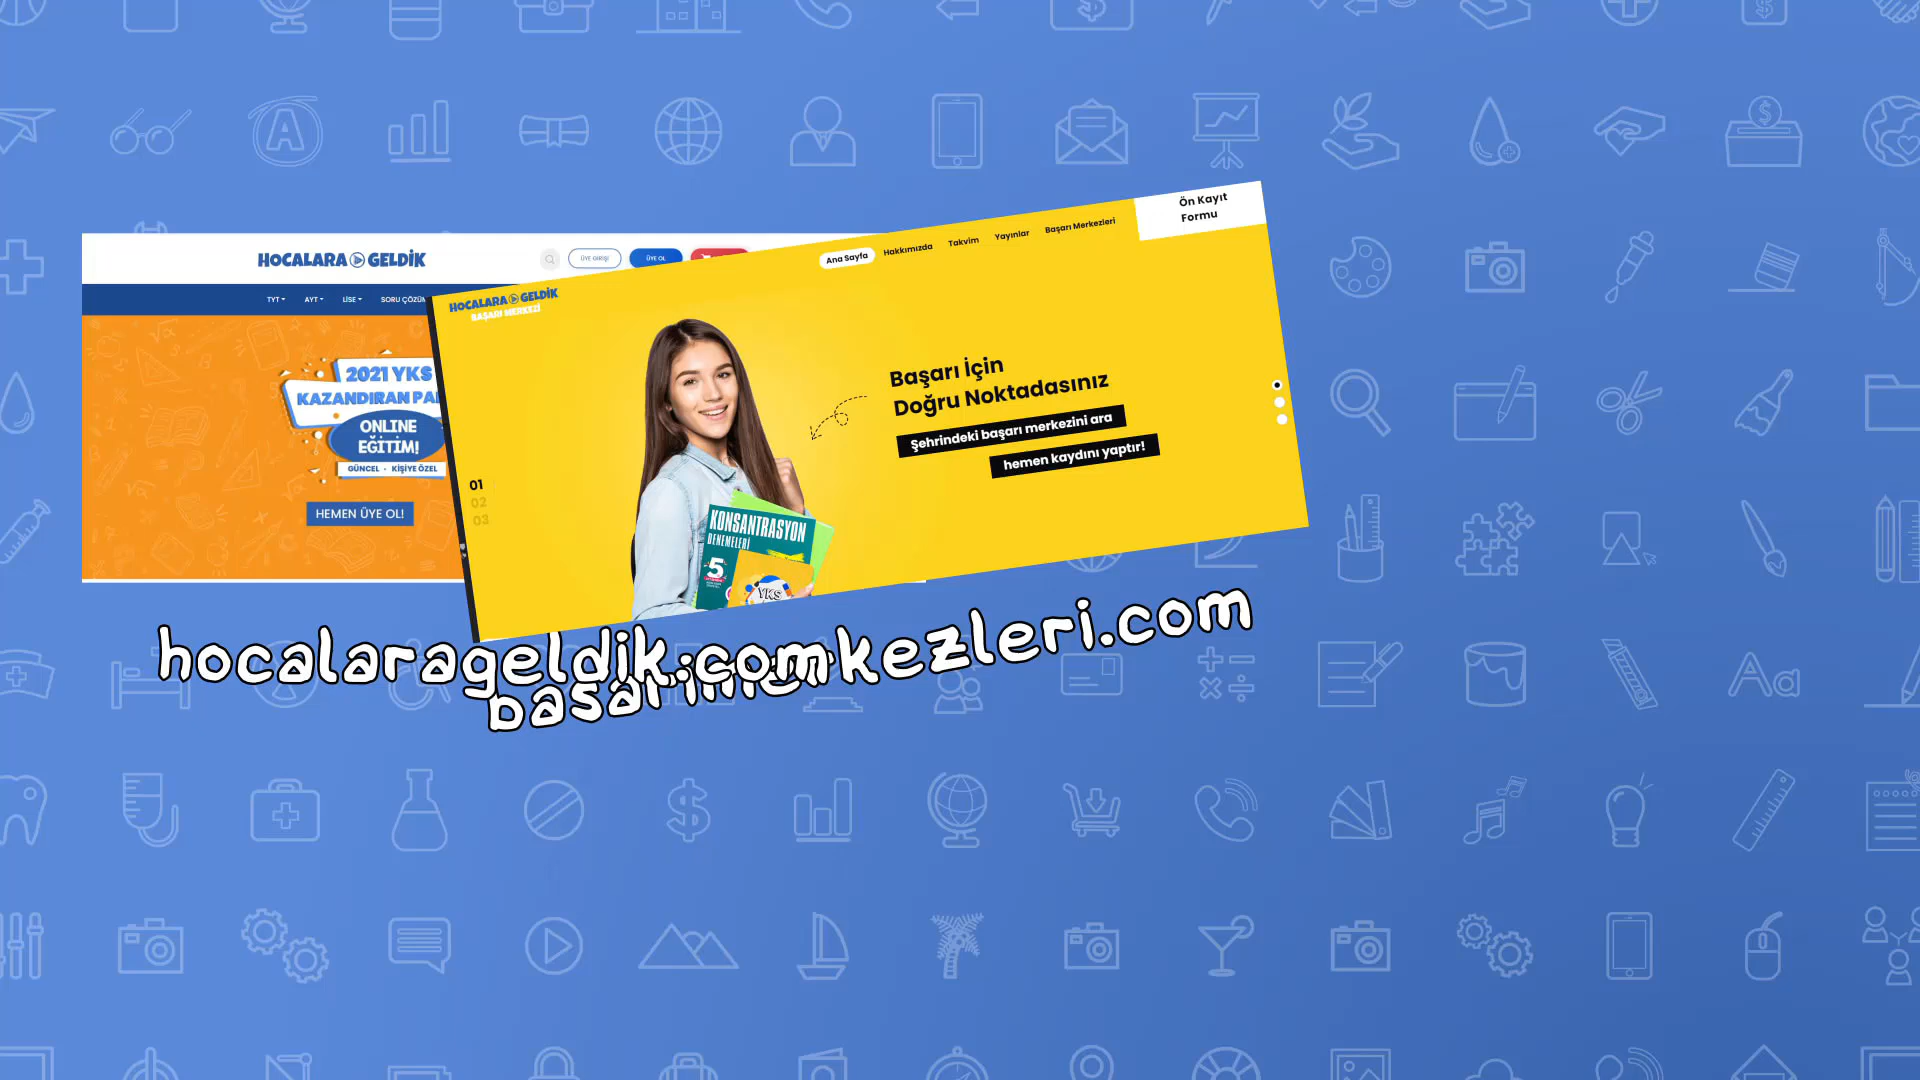 HOCALARA GELDİK
ÜYE GİRİŞİ
ÜYE OL
TYT
AYT
LİSE
SORU ÇÖZÜM
2021 YKS
KAZANDIRAN
ONLINE
EĞİTİM!
GÜNCEL - KİŞİYE ÖZEL
HEMEN ÜYE OL!
Ön Kayıt
Formu
Ana Sayfa
Hakkımızda
Takvim
Yayınlar
Başarı Merkezleri
HOCALARA GELDİK
BAŞARI MERKEZİ
Başarı İçin
Doğru Noktadasınız
Şehrindeki başarı merkezini ara
hemen kaydını yaptır!
01
02
03
KONSANTRASYON
DENEMELERİ
5
YKS
hocalarageldik.com
basarimerkezleri.com
A
Aa